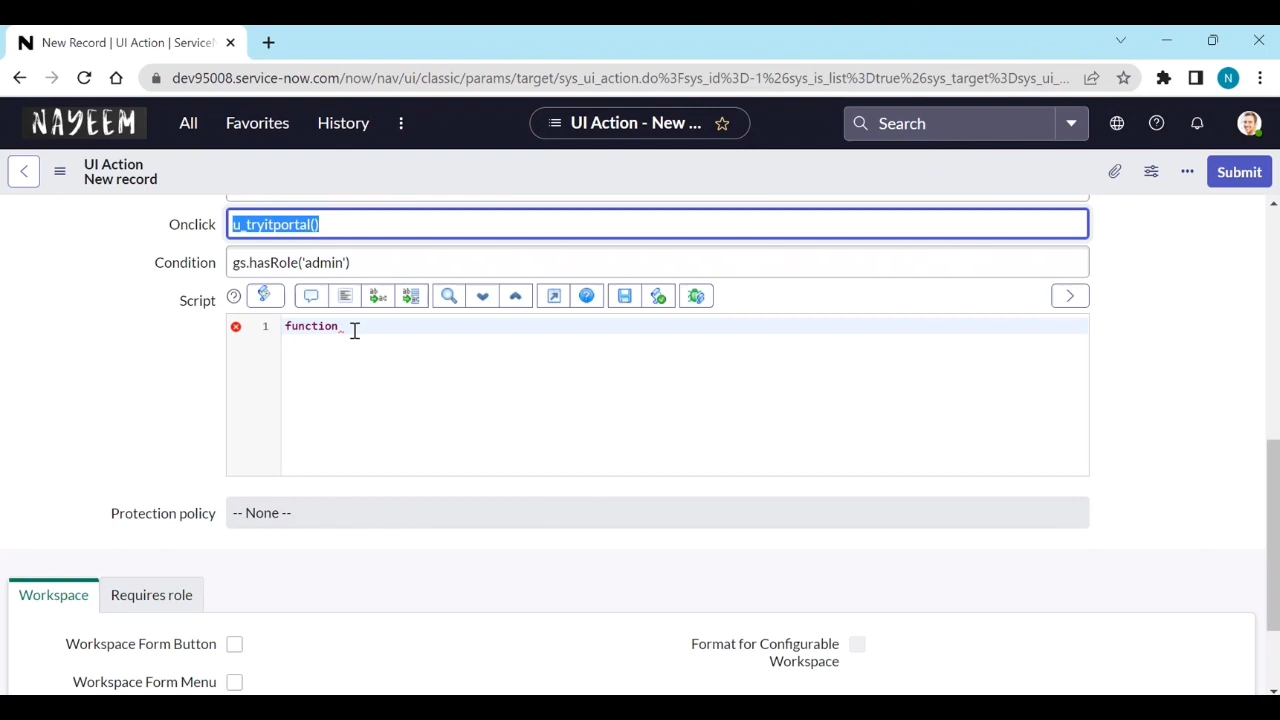 New Record | UI Action | Service
dev95008.service-now.com/now/nav/ui/classic/params/target/sys_ui_action.do%3Fsys_id%3D-1%26sys_is_list%3Dtrue%26sys_target%3Dsys_ui_...
N
NAYEEM
All
Favorites
History
UI Action - New ...
Search
UI Action
New record
Submit
Onclick
u_tryitportal()
Condition
gs.hasRole('admin')
Script
1
function
Protection policy
-- None --
Workspace
Requires role
Workspace Form Button
Format for Configurable
Workspace
Workspace Form Menu